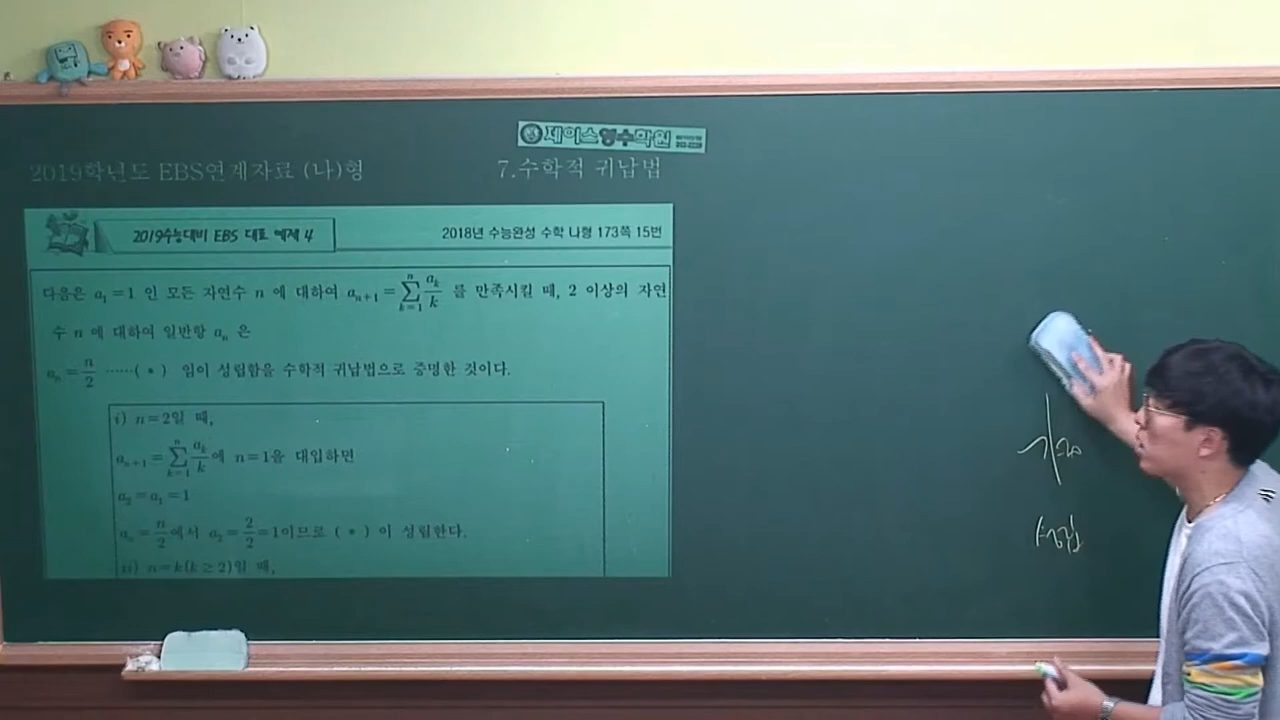 제이스영수학원
2019학년도 EBS연계자료 (나)형 7.수학적 귀납법
2019수능대비 EBS 대표 예제 4 2018년 수능완성 수학 나형 173쪽 15번
다음은 a₁=1 인 모든 자연수 n 에 대하여 aₙ₊₁=∑ₖ₌₁ⁿ aₖ/k 를 만족시킬 때, 2 이상의 자연
수 n 에 대하여 일반항 aₙ 은
aₙ=n/2 ……(*) 임이 성립함을 수학적 귀납법으로 증명한 것이다.
i) n=2일 때,
aₙ₊₁=∑ₖ₌₁ⁿ aₖ/k에 n=1을 대입하면
a₂=a₁=1
aₙ=n/2에서 a₂=2/2=1이므로 (*) 이 성립한다.
ii) n=k(k≥2)일 때,
성립